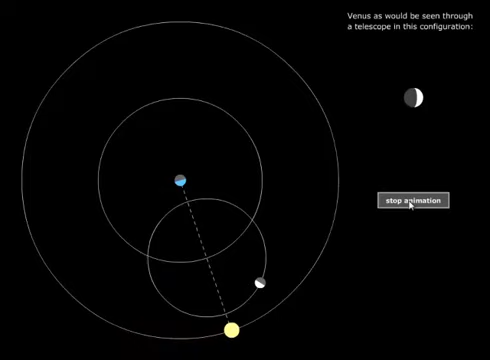 Venus as would be seen through
a telescope in this configuration:
stop animation